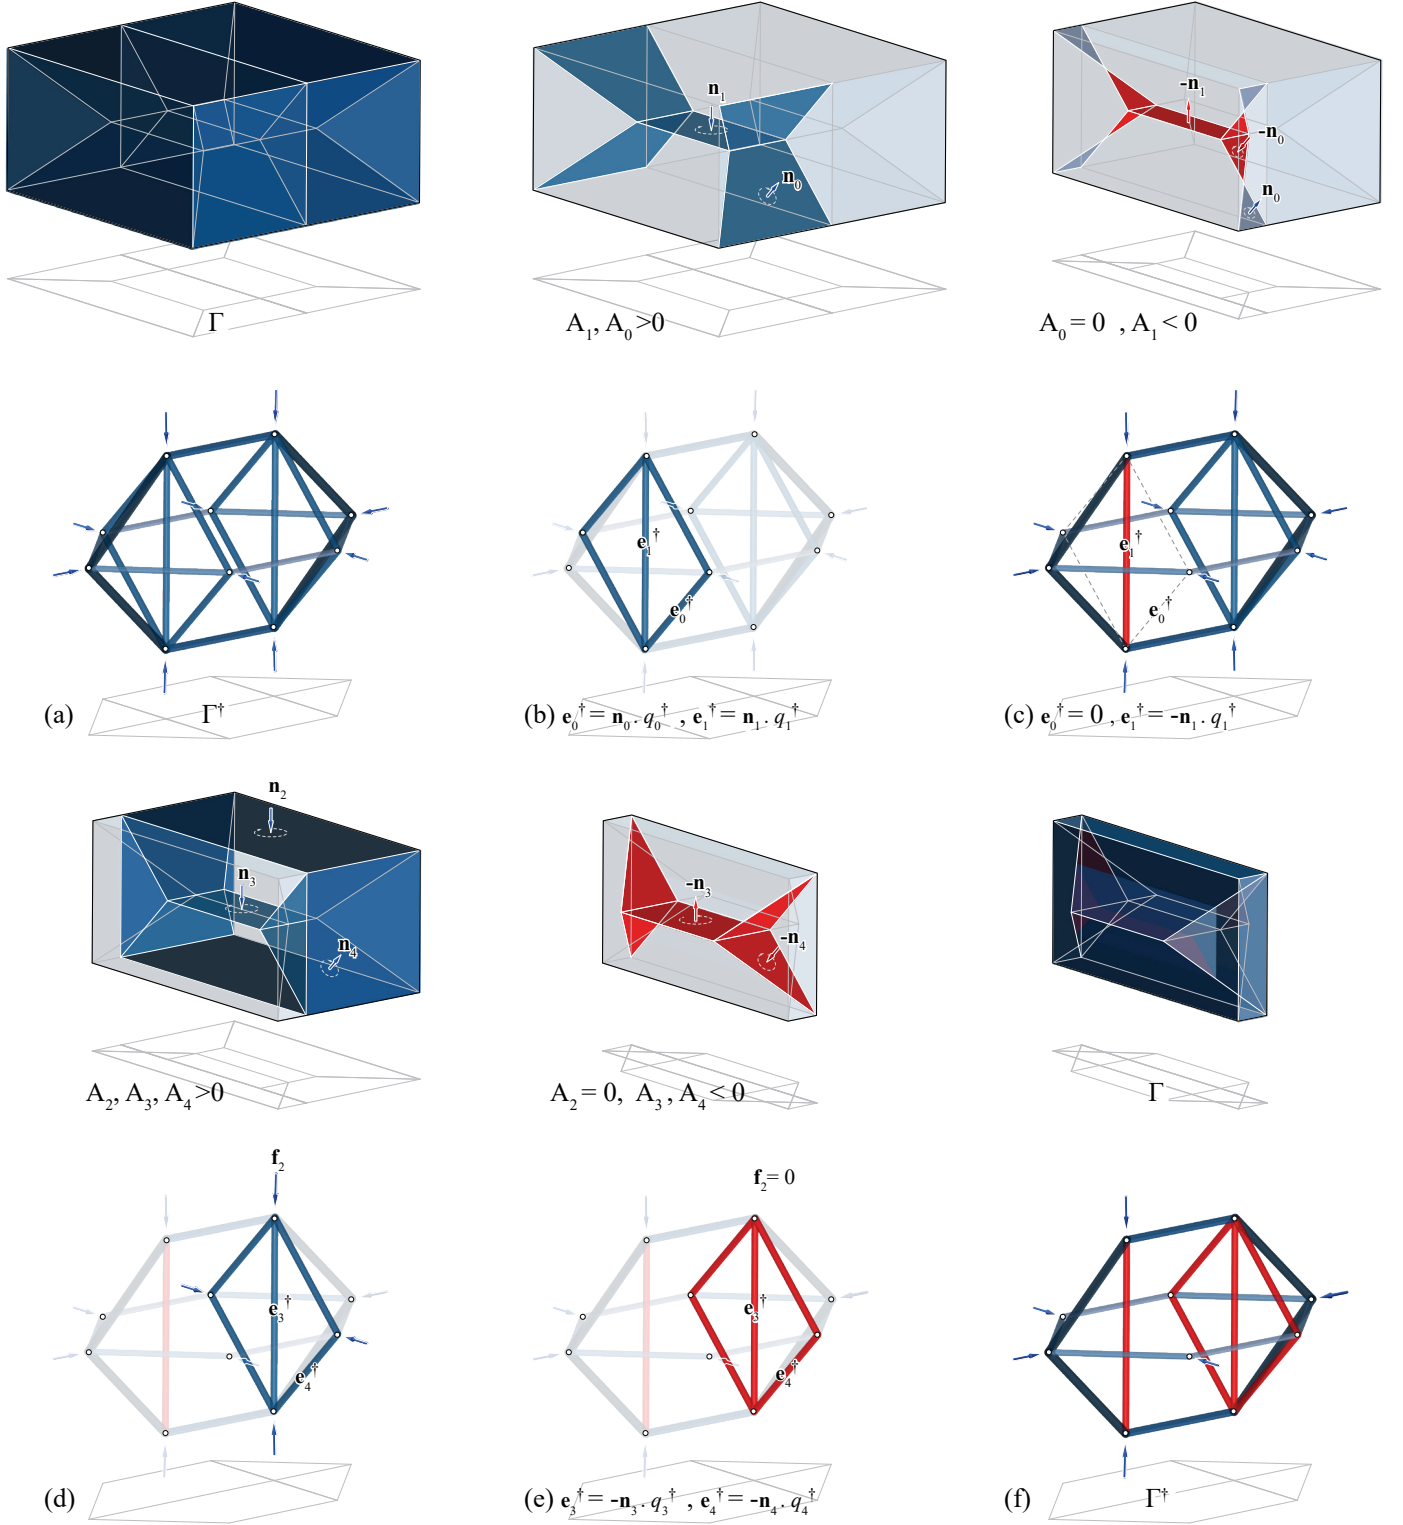 n₁
n₀
-n₁
-n₀
n₀
Γ
A₁, A₀ >0
A₀ = 0 , A₁ < 0
e₁†
e₀†
e₁†
e₀†
(a) Γ†
(b) e₀† = n₀ . q₀† , e₁† = n₁ . q₁†
(c) e₀† = 0 , e₁† = -n₁ . q₁†
n₂
n₃
n₄
-n₃
-n₄
A₂, A₃, A₄ >0
A₂ = 0, A₃ , A₄ < 0
Γ
f₂
f₂ = 0
e₃†
e₄†
e₃†
e₄†
(d)
(e) e₃† = -n₃ . q₃† , e₄† = -n₄ . q₄†
(f) Γ†